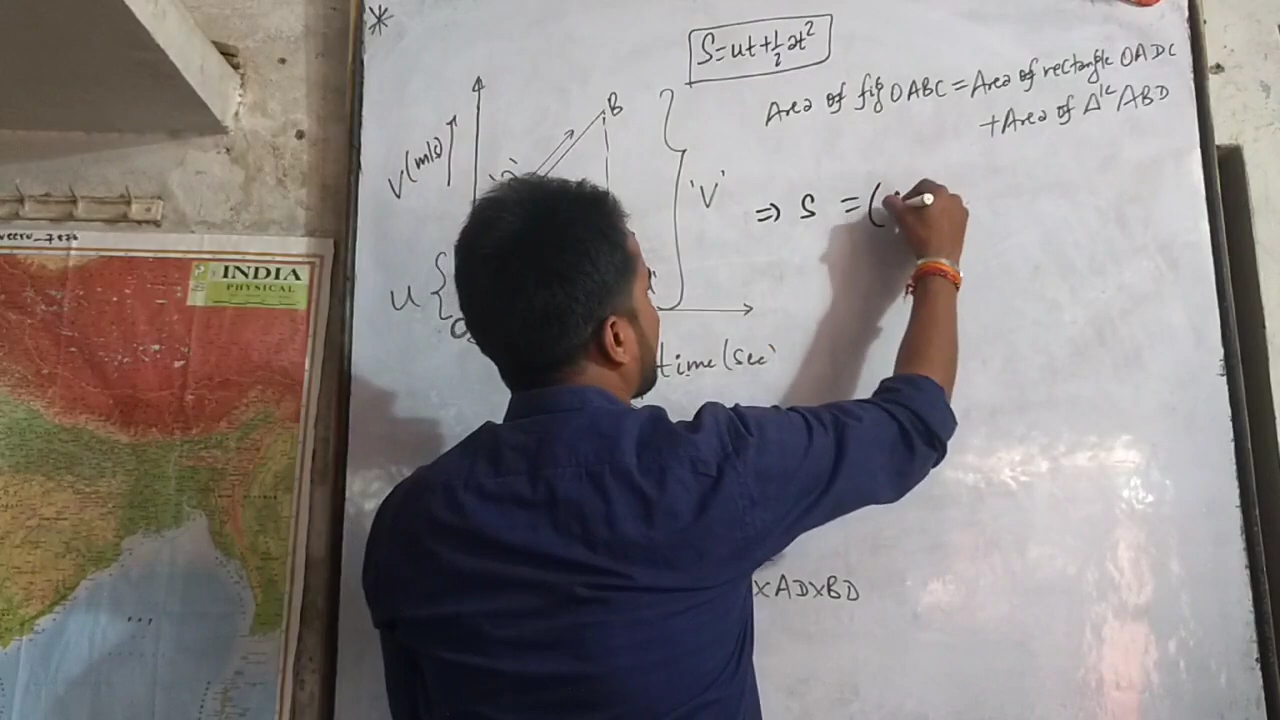 *
S=ut+½at²
Area of fig OABC = Area of rectangle OADC
+Area of Δˡᵉ ABD
B
V(m/s)
'V'
⇒ S = (
u
time(sec)
×AD×BD
INDIA
PHYSICAL